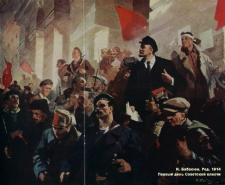 Н. Бабасюк. Род. 1914
Первый день Советской власти